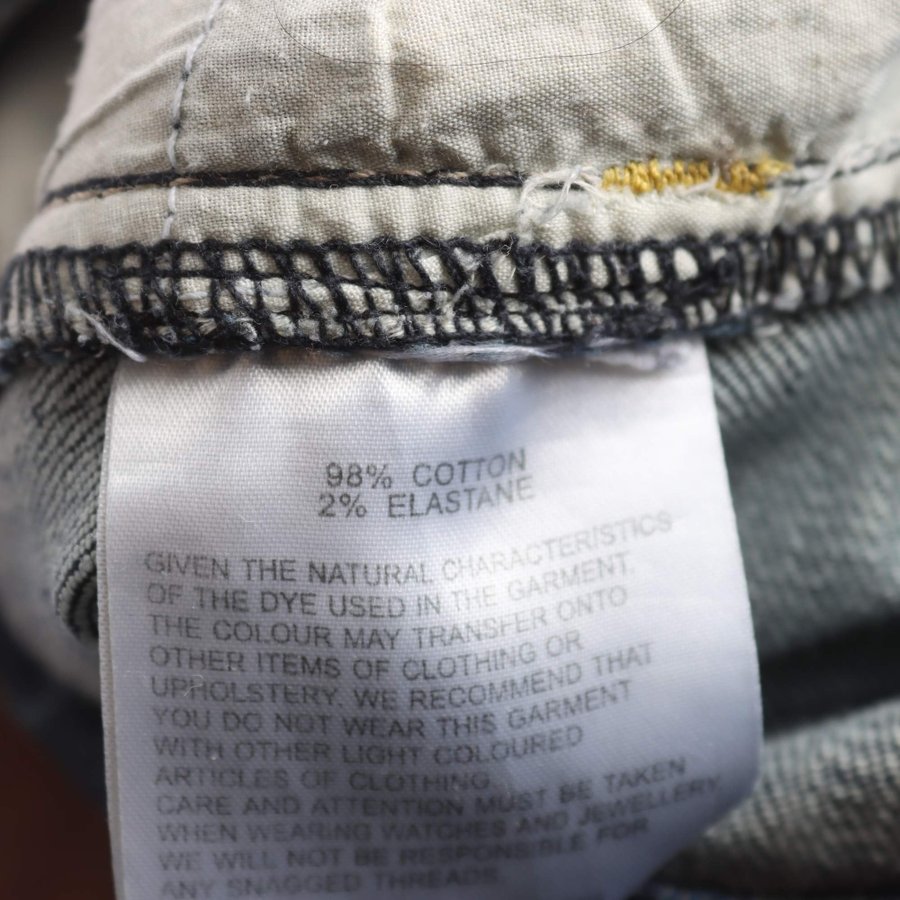 98% COTTON
2% ELASTANE
GIVEN THE NATURAL CHARACTERISTICS
OF THE DYE USED IN THE GARMENT,
THE COLOUR MAY TRANSFER ONTO
OTHER ITEMS OF CLOTHING OR
UPHOLSTERY. WE RECOMMEND THAT
YOU DO NOT WEAR THIS GARMENT
WITH OTHER LIGHT COLOURED
ARTICLES OF CLOTHING.
CARE AND ATTENTION MUST BE TAKEN
WHEN WEARING WATCHES AND JEWELLERY
WE WILL NOT BE RESPONSIBLE FOR
ANY SNAGGED THREADS.